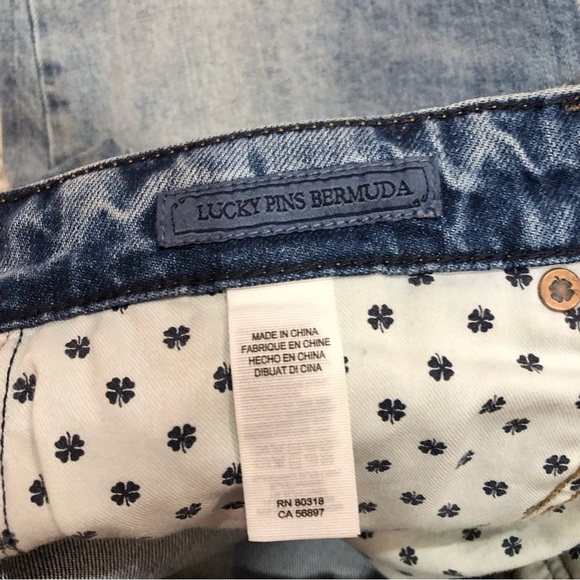 LUCKY PINS BERMUDA
MADE IN CHINA
FABRIQUE EN CHINE
HECHO EN CHINA
DIBUAT DI CINA
RN 80318
CA 56897